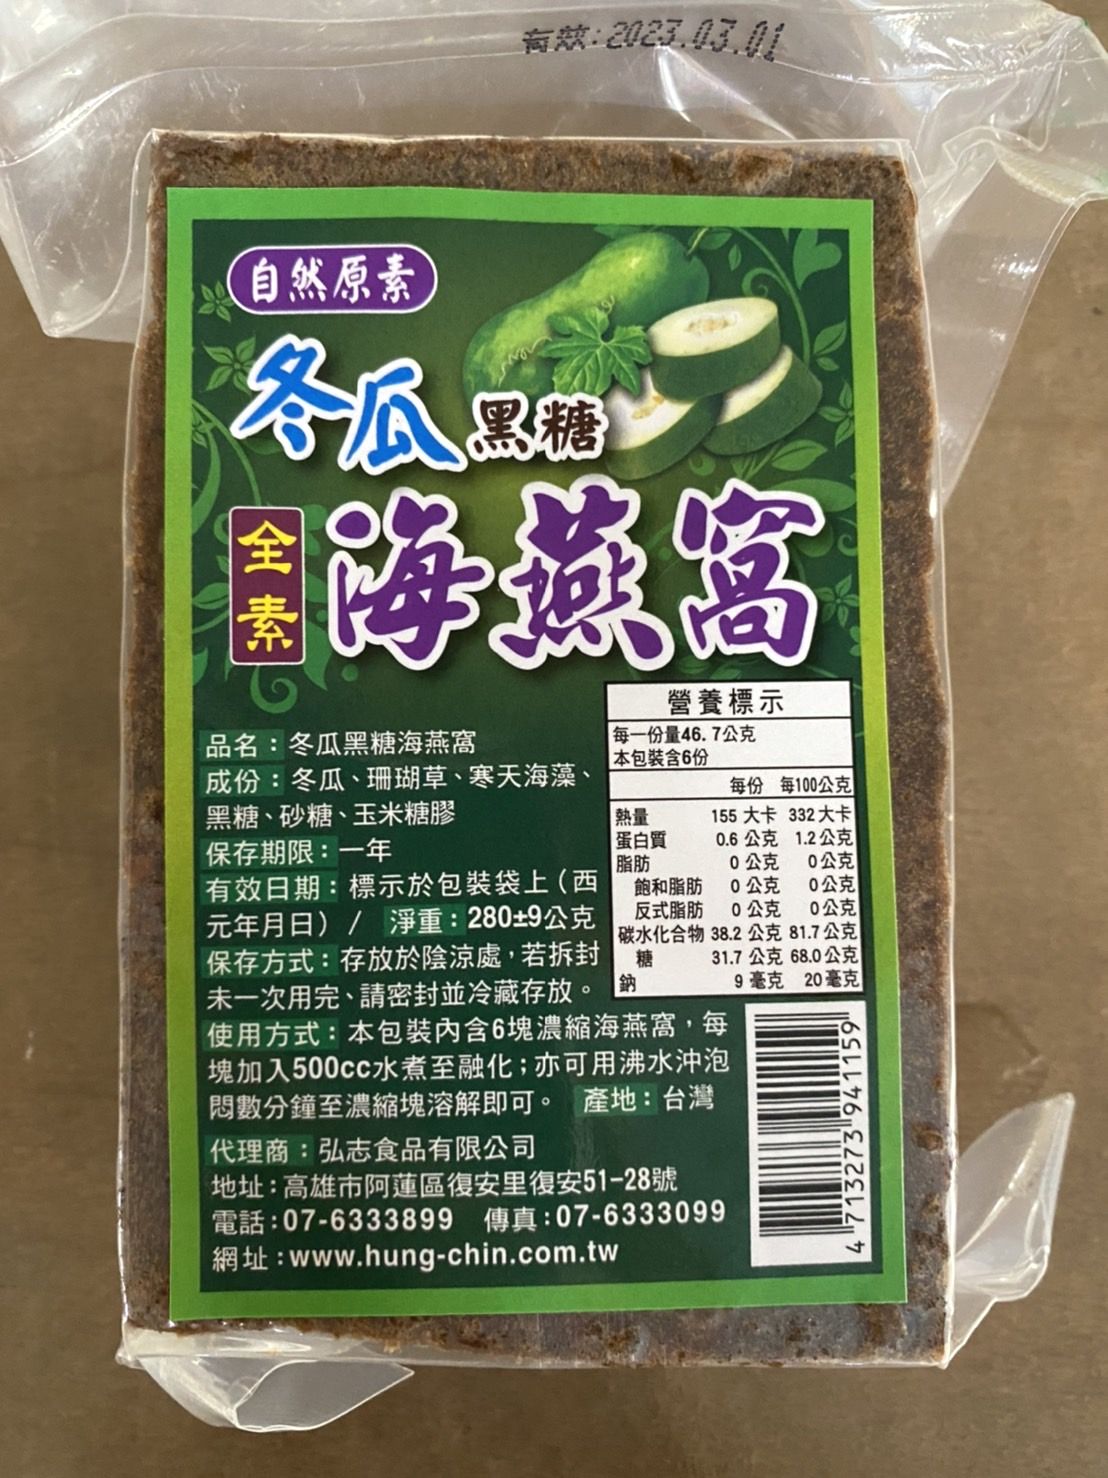 有效:2023.03.01
自然原素
冬瓜黑糖
全素
海燕窩
品名：冬瓜黑糖海燕窩
成份：冬瓜、珊瑚草、寒天海藻、
黑糖、砂糖、玉米糖膠
保存期限：一年
有效日期：標示於包裝袋上（西
元年月日）/ 淨重：280±9公克
保存方式：存放於陰涼處，若拆封
未一次用完、請密封並冷藏存放。
使用方式：本包裝內含6塊濃縮海燕窩，每
塊加入500cc水煮至融化；亦可用沸水沖泡
悶數分鐘至濃縮塊溶解即可。 產地：台灣
代理商：弘志食品有限公司
地址:高雄市阿蓮區復安里復安51-28號
電話:07-6333899 傳真:07-6333099
網址:www.hung-chin.com.tw
營養標示
每一份量46.7公克
本包裝含6份
每份 每100公克
熱量 155 大卡 332 大卡
蛋白質 0.6 公克 1.2 公克
脂肪 0 公克 0 公克
飽和脂肪 0 公克 0 公克
反式脂肪 0 公克 0 公克
碳水化合物 38.2 公克 81.7 公克
糖 31.7 公克 68.0 公克
鈉 9 毫克 20 毫克
4 713273 941159